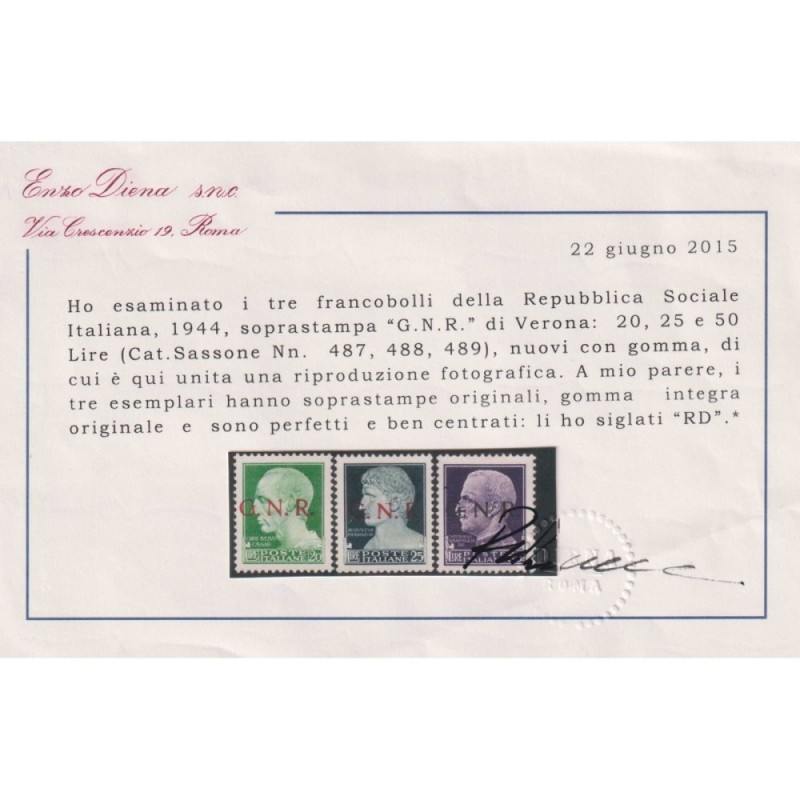 Enzo Diena s.n.c.
Via Crescenzio 19, Roma
22 giugno 2015
Ho esaminato i tre francobolli della Repubblica Sociale
Italiana, 1944, soprastampa “G.N.R.” di Verona: 20, 25 e 50
Lire (Cat.Sassone Nn. 487, 488, 489), nuovi con gomma, di
cui è qui unita una riproduzione fotografica. A mio parere, i
tre esemplari hanno soprastampe originali, gomma integra
originale e sono perfetti e ben centrati: li ho siglati “RD”.*
G.N.R.
LIRE POSTE ITALIANE 20
G.N.R
LIRE POSTE ITALIANE 25
G.N.R
LIRE POSTE ITALIANE
ROMA